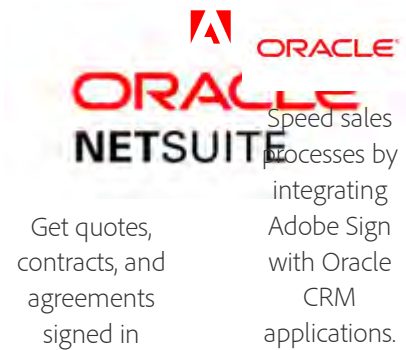 ORACLE
NETSUITE
Get quotes,
contracts, and
agreements
signed in
ORACLE
Speed sales
processes by
integrating
Adobe Sign
with Oracle
CRM
applications.